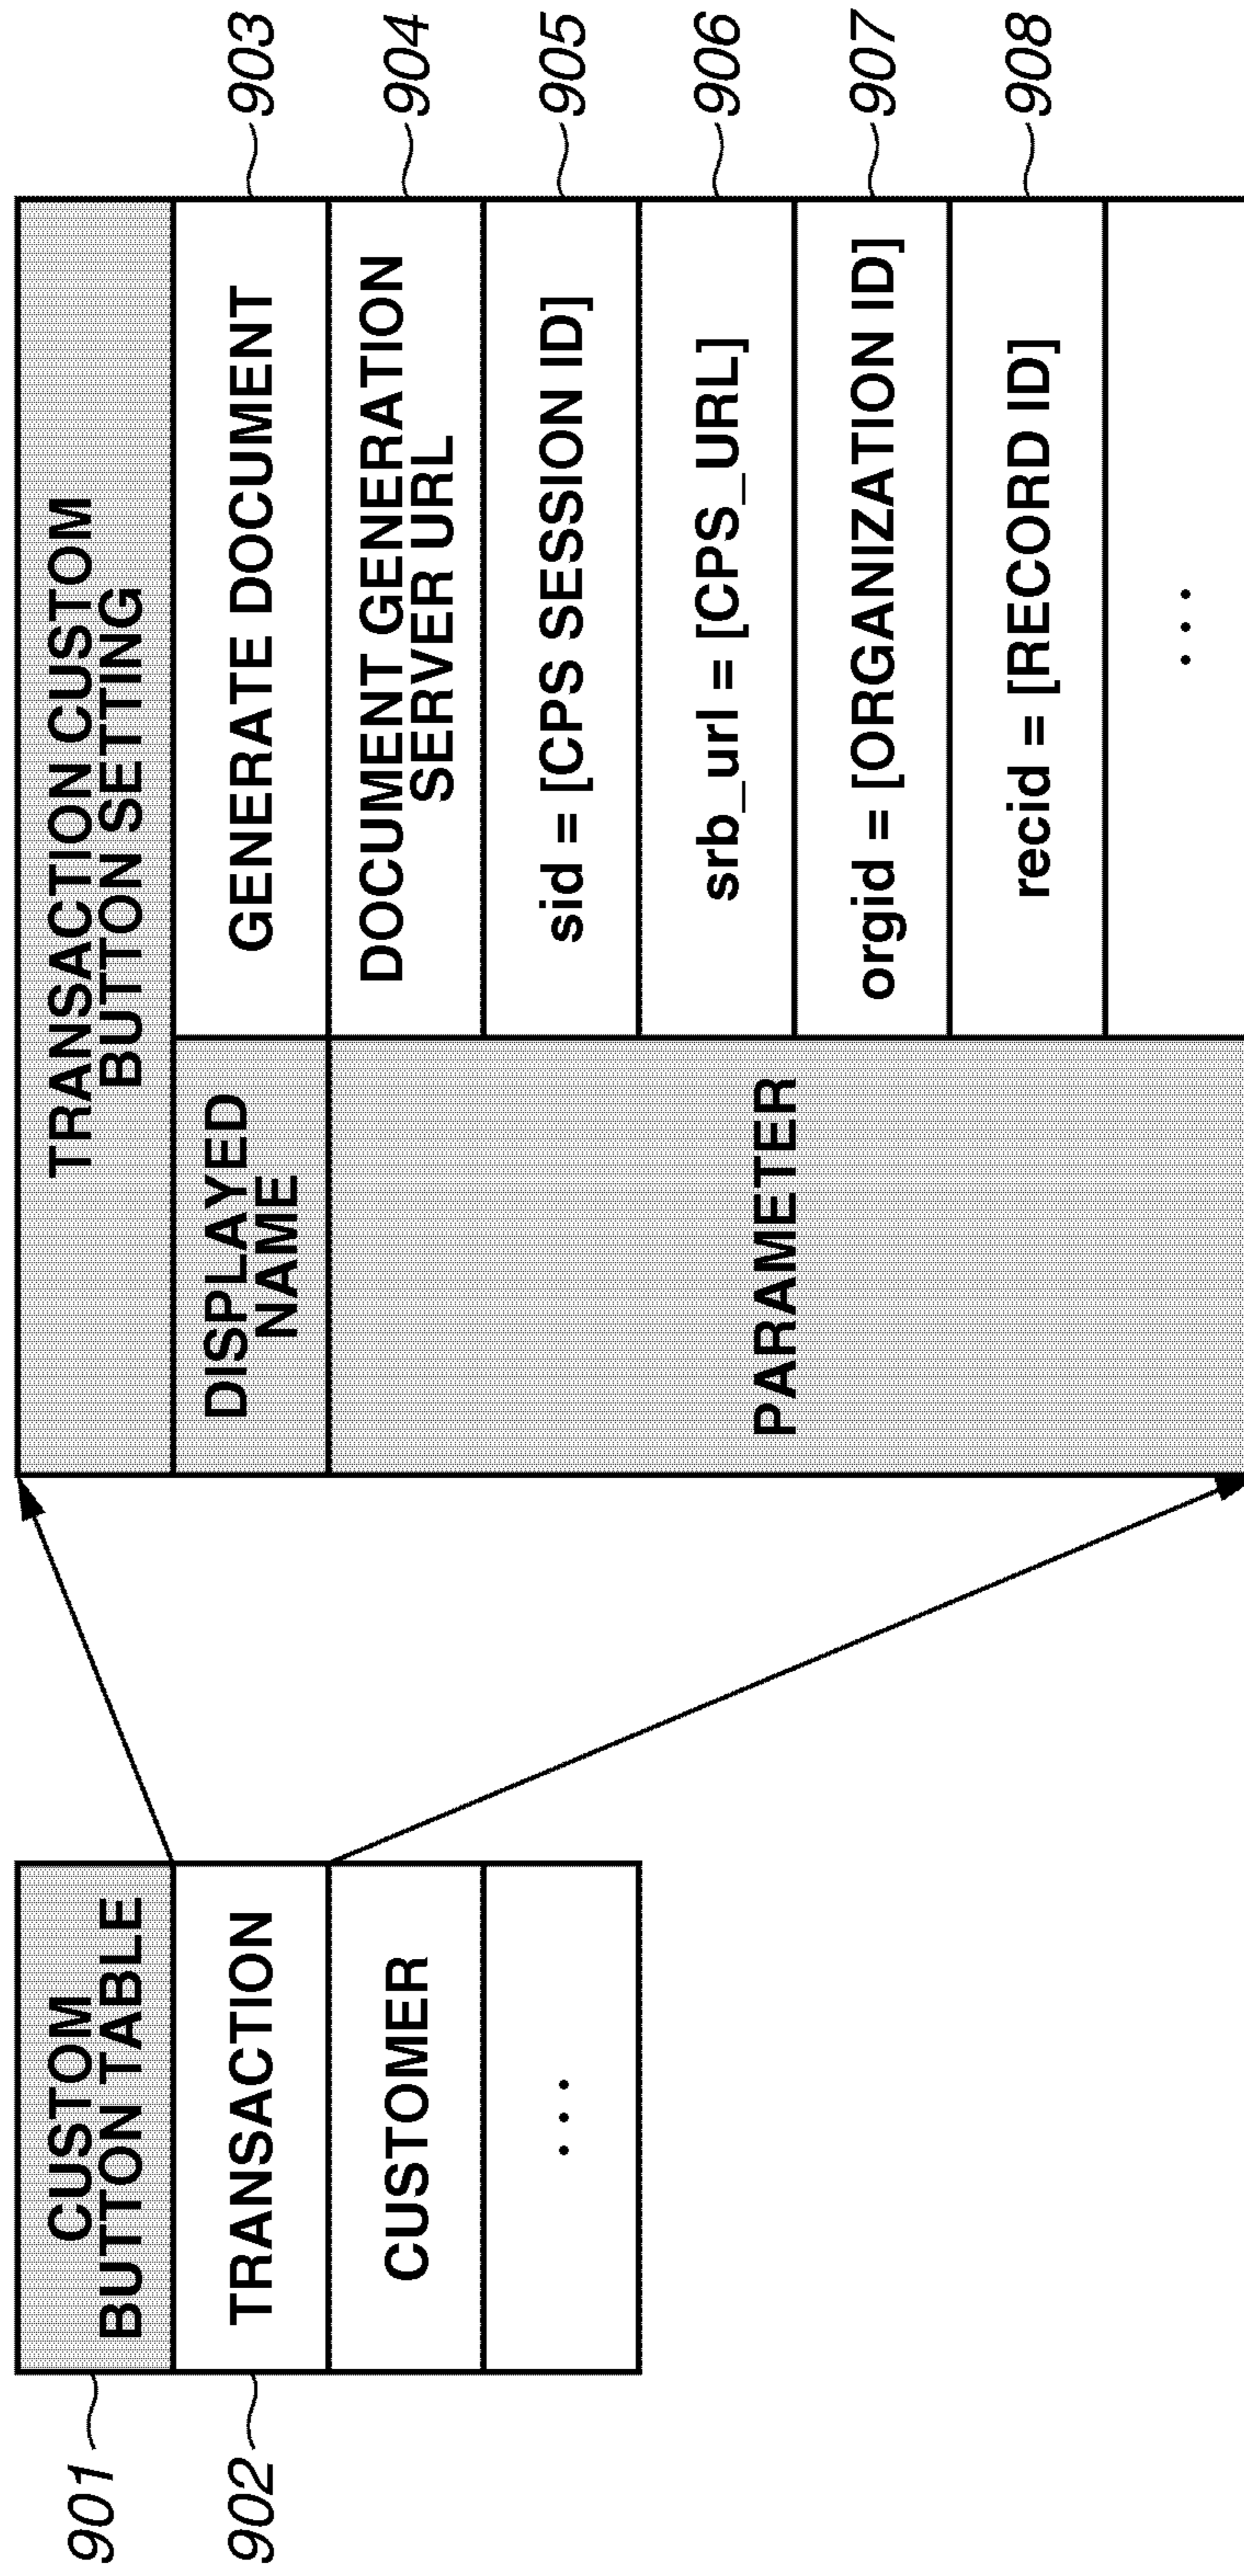 901
CUSTOM
BUTTON TABLE
902
TRANSACTION
CUSTOMER
...
TRANSACTION CUSTOM
BUTTON SETTING
DISPLAYED
NAME
GENERATE DOCUMENT
903
PARAMETER
DOCUMENT GENERATION
SERVER URL
904
sid = [CPS SESSION ID]
905
srb_url = [CPS_URL]
906
orgid = [ORGANIZATION ID]
907
recid = [RECORD ID]
908
...